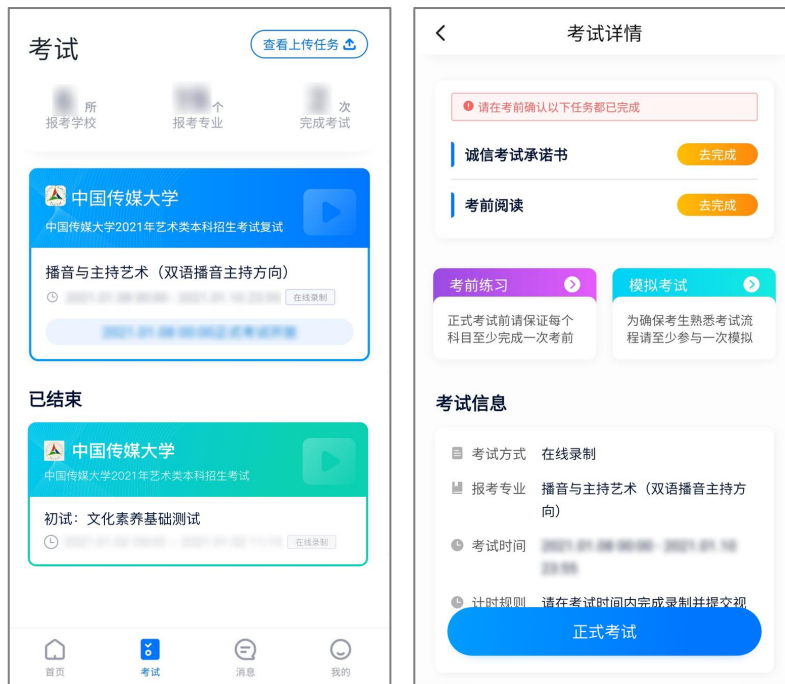 考试
查看上传任务
所
个
次
报考学校
报考专业
完成考试
中国传媒大学
中国传媒大学2021年艺术类本科招生考试复试
播音与主持艺术（双语播音主持方向）
在线录制
已结束
中国传媒大学
中国传媒大学2021年艺术类本科招生考试
初试：文化素养基础测试
在线录制
首页
考试
消息
我的
考试详情
请在考前确认以下任务都已完成
诚信考试承诺书
去完成
考前阅读
去完成
考前练习
正式考试前请保证每个
科目至少完成一次考前
模拟考试
为确保考生熟悉考试流
程请至少参与一次模拟
考试信息
考试方式 在线录制
报考专业 播音与主持艺术（双语播音主持方
向）
考试时间
计时规则 请在考试时间内完成录制并提交视
正式考试